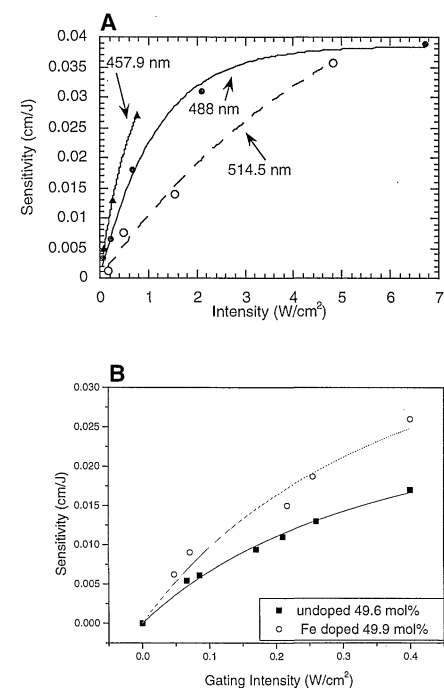 A
0.04
0.035
0.03
0.025
0.02
0.015
0.01
0.005
0
Sensitivity (cm/J)
457.9 nm
488 nm
514.5 nm
0 1 2 3 4 5 6 7
Intensity (W/cm²)
B
0.030
0.025
0.020
0.015
0.010
0.005
0.000
Sensitivity (cm/J)
undoped 49.6 mol%
Fe doped 49.9 mol%
0.0 0.1 0.2 0.3 0.4
Gating Intensity (W/cm²)